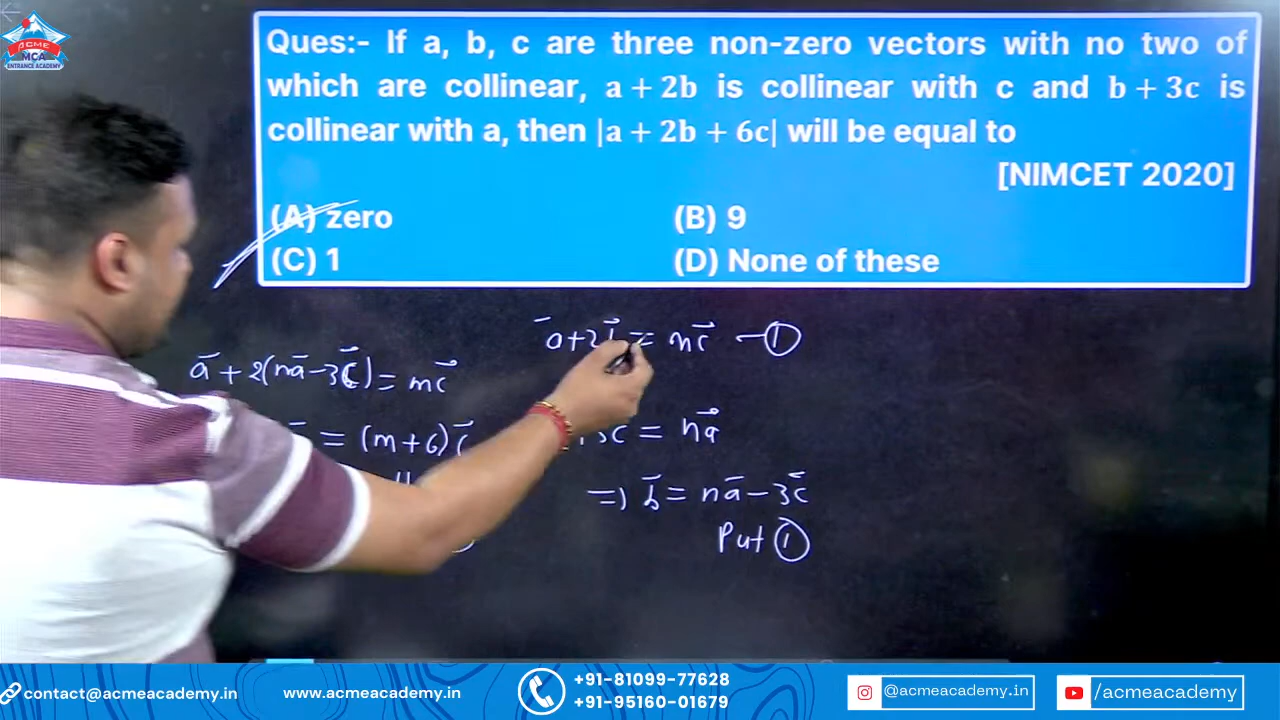 ACME
MCA
ENTRANCE ACADEMY
Ques:- If a, b, c are three non-zero vectors with no two of
which are collinear, a + 2b is collinear with c and b + 3c is
collinear with a, then |a + 2b + 6c| will be equal to
[NIMCET 2020]
(A) zero
(B) 9
(C) 1
(D) None of these
a̅ + 2(na̅ - 3c̅) = mc̅
= (m+6)c̅
= mc̅ — ①
= na̅
=> b̅ = na̅ - 3c̅
Put ①
contact@acmeacademy.in
www.acmeacademy.in
+91-81099-77628
+91-95160-01679
@acmeacademy.in
/acmeacademy